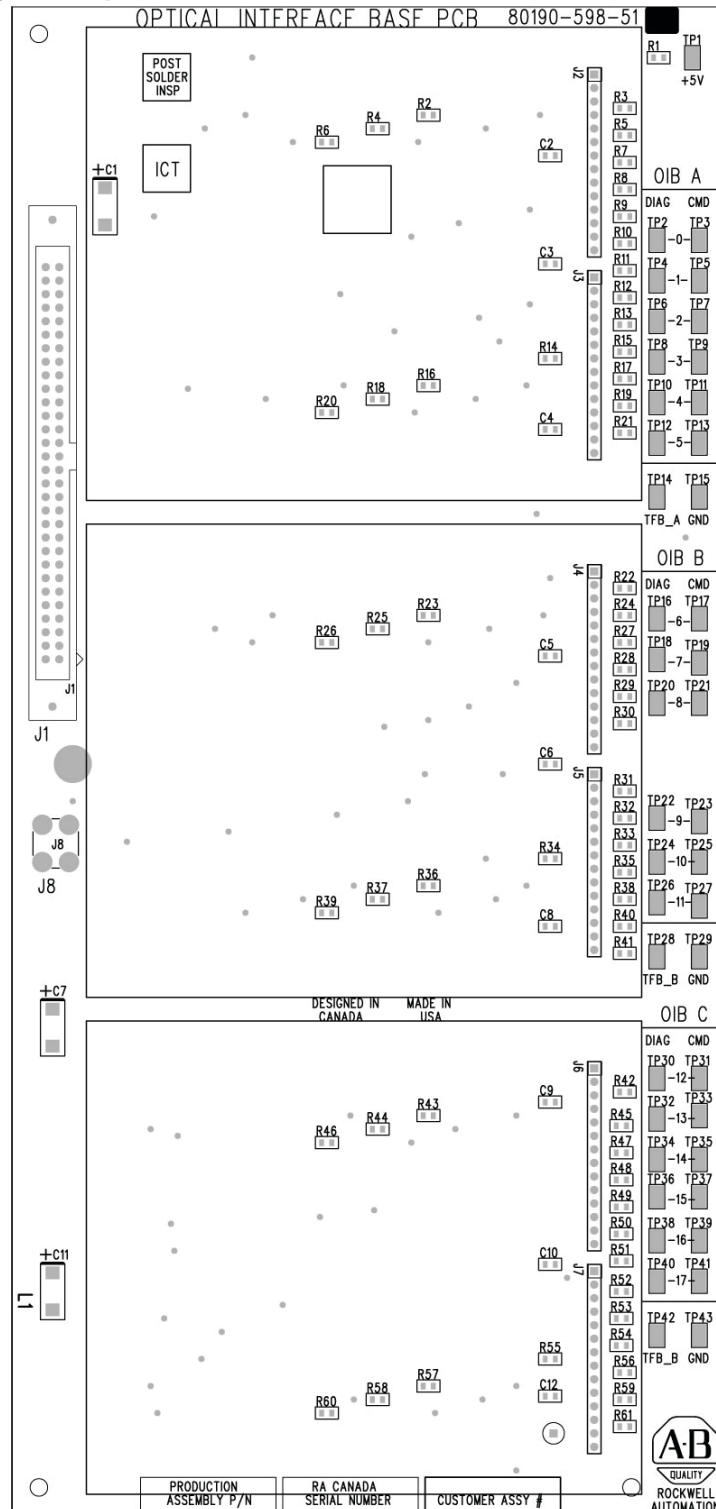 OPTICAL INTERFACE BASE PCB 80190-598-51
R1
TP1
+5V
POST
SOLDER
INSP
ICT
+C1
R6
R4
R2
C2
J2
R3
R5
R7
R8
R9
R10
C3
J3
R11
R12
R13
R14
R15
R16
R17
R18
R19
R20
C4
R21
OIB A
DIAG CMD
TP2 TP3
-0-
TP4 TP5
-1-
TP6 TP7
-2-
TP8 TP9
-3-
TP10 TP11
-4-
TP12 TP13
-5-
TP14 TP15
TFB_A GND
J1
J1
J8
J8
R26
R25
R23
C5
J4
R22
R24
R27
R28
R29
R30
C6
J5
R31
R32
R33
R34
R35
R36
R37
R38
R39
C8
R40
R41
OIB B
DIAG CMD
TP16 TP17
-6-
TP18 TP19
-7-
TP20 TP21
-8-
TP22 TP23
-9-
TP24 TP25
-10-
TP26 TP27
-11-
TP28 TP29
TFB_B GND
+C7
DESIGNED IN
CANADA
MADE IN
USA
+C11
L1
R46
R44
R43
C9
J6
R42
R45
R47
R48
R49
R50
C10
R51
J7
R52
R53
R54
R55
R56
R57
R58
C12
R59
R60
R61
OIB C
DIAG CMD
TP30 TP31
-12-
TP32 TP33
-13-
TP34 TP35
-14-
TP36 TP37
-15-
TP38 TP39
-16-
TP40 TP41
-17-
TP42 TP43
TFB_B GND
PRODUCTION
ASSEMBLY P/N
RA CANADA
SERIAL NUMBER
CUSTOMER ASSY #
A·B
QUALITY
ROCKWELL
AUTOMATION